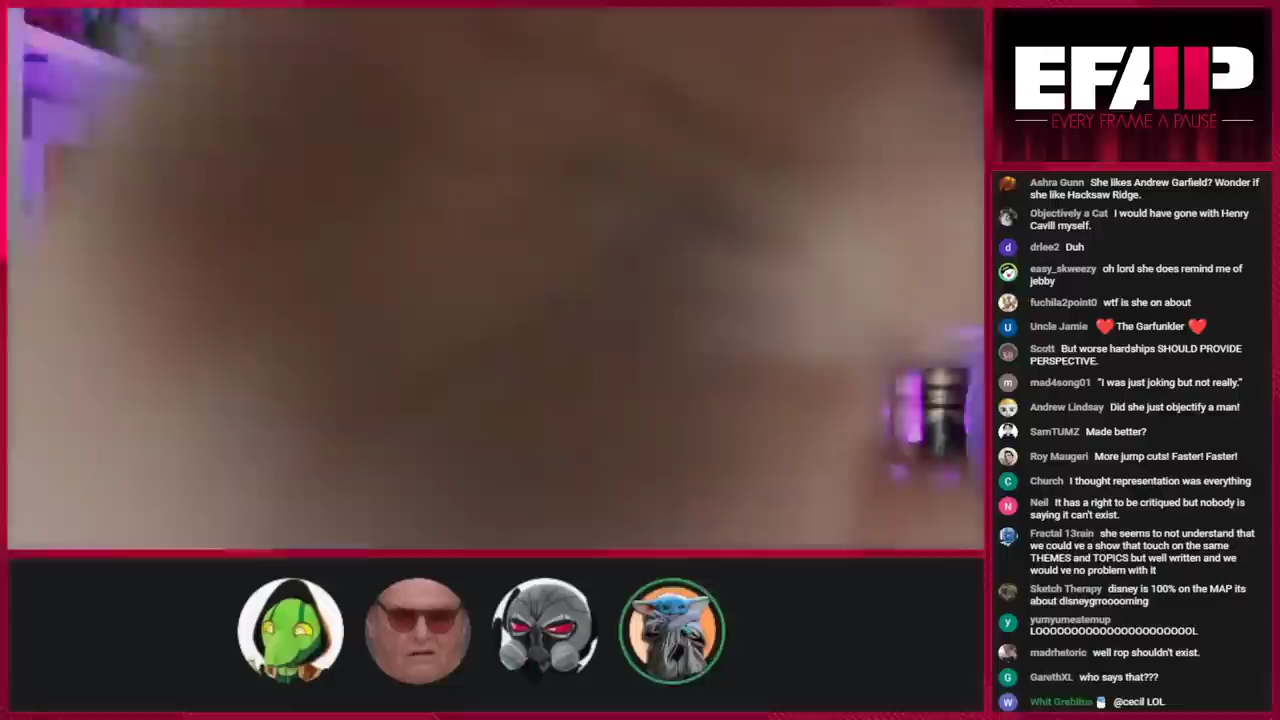 EFAP
EVERY FRAME A PAUSE
Ashra Gunn She likes Andrew Garfield? Wonder if
she like Hacksaw Ridge.
Objectively a Cat I would have gone with Henry
Cavill myself.
d drlee2 Duh
easy_skweezy oh lord she does remind me of
jebby
fuchila2point0 wtf is she on about
U Uncle Jamie ❤️ The Garfunkler ❤️
Scott But worse hardships SHOULD PROVIDE
PERSPECTIVE.
m mad4song01 "I was just joking but not really."
Andrew Lindsay Did she just objectify a man!
SamTUMZ Made better?
Roy Maugeri More jump cuts! Faster! Faster!
C Church I thought representation was everything
N Neil It has a right to be critiqued but nobody is
saying it can't exist.
Fractal 13rain she seems to not understand that
we could ve a show that touch on the same
THEMES and TOPICS but well written and we
would ve no problem with it
Sketch Therapy disney is 100% on the MAP its
about disneygrroooming
y yumyumeatemup
LOOOOOOOOOOOOOOOOOOOOOOL
madrhetoric well rop shouldn't exist.
G GarethXL who says that???
W Whit Greblius @cecil LOL